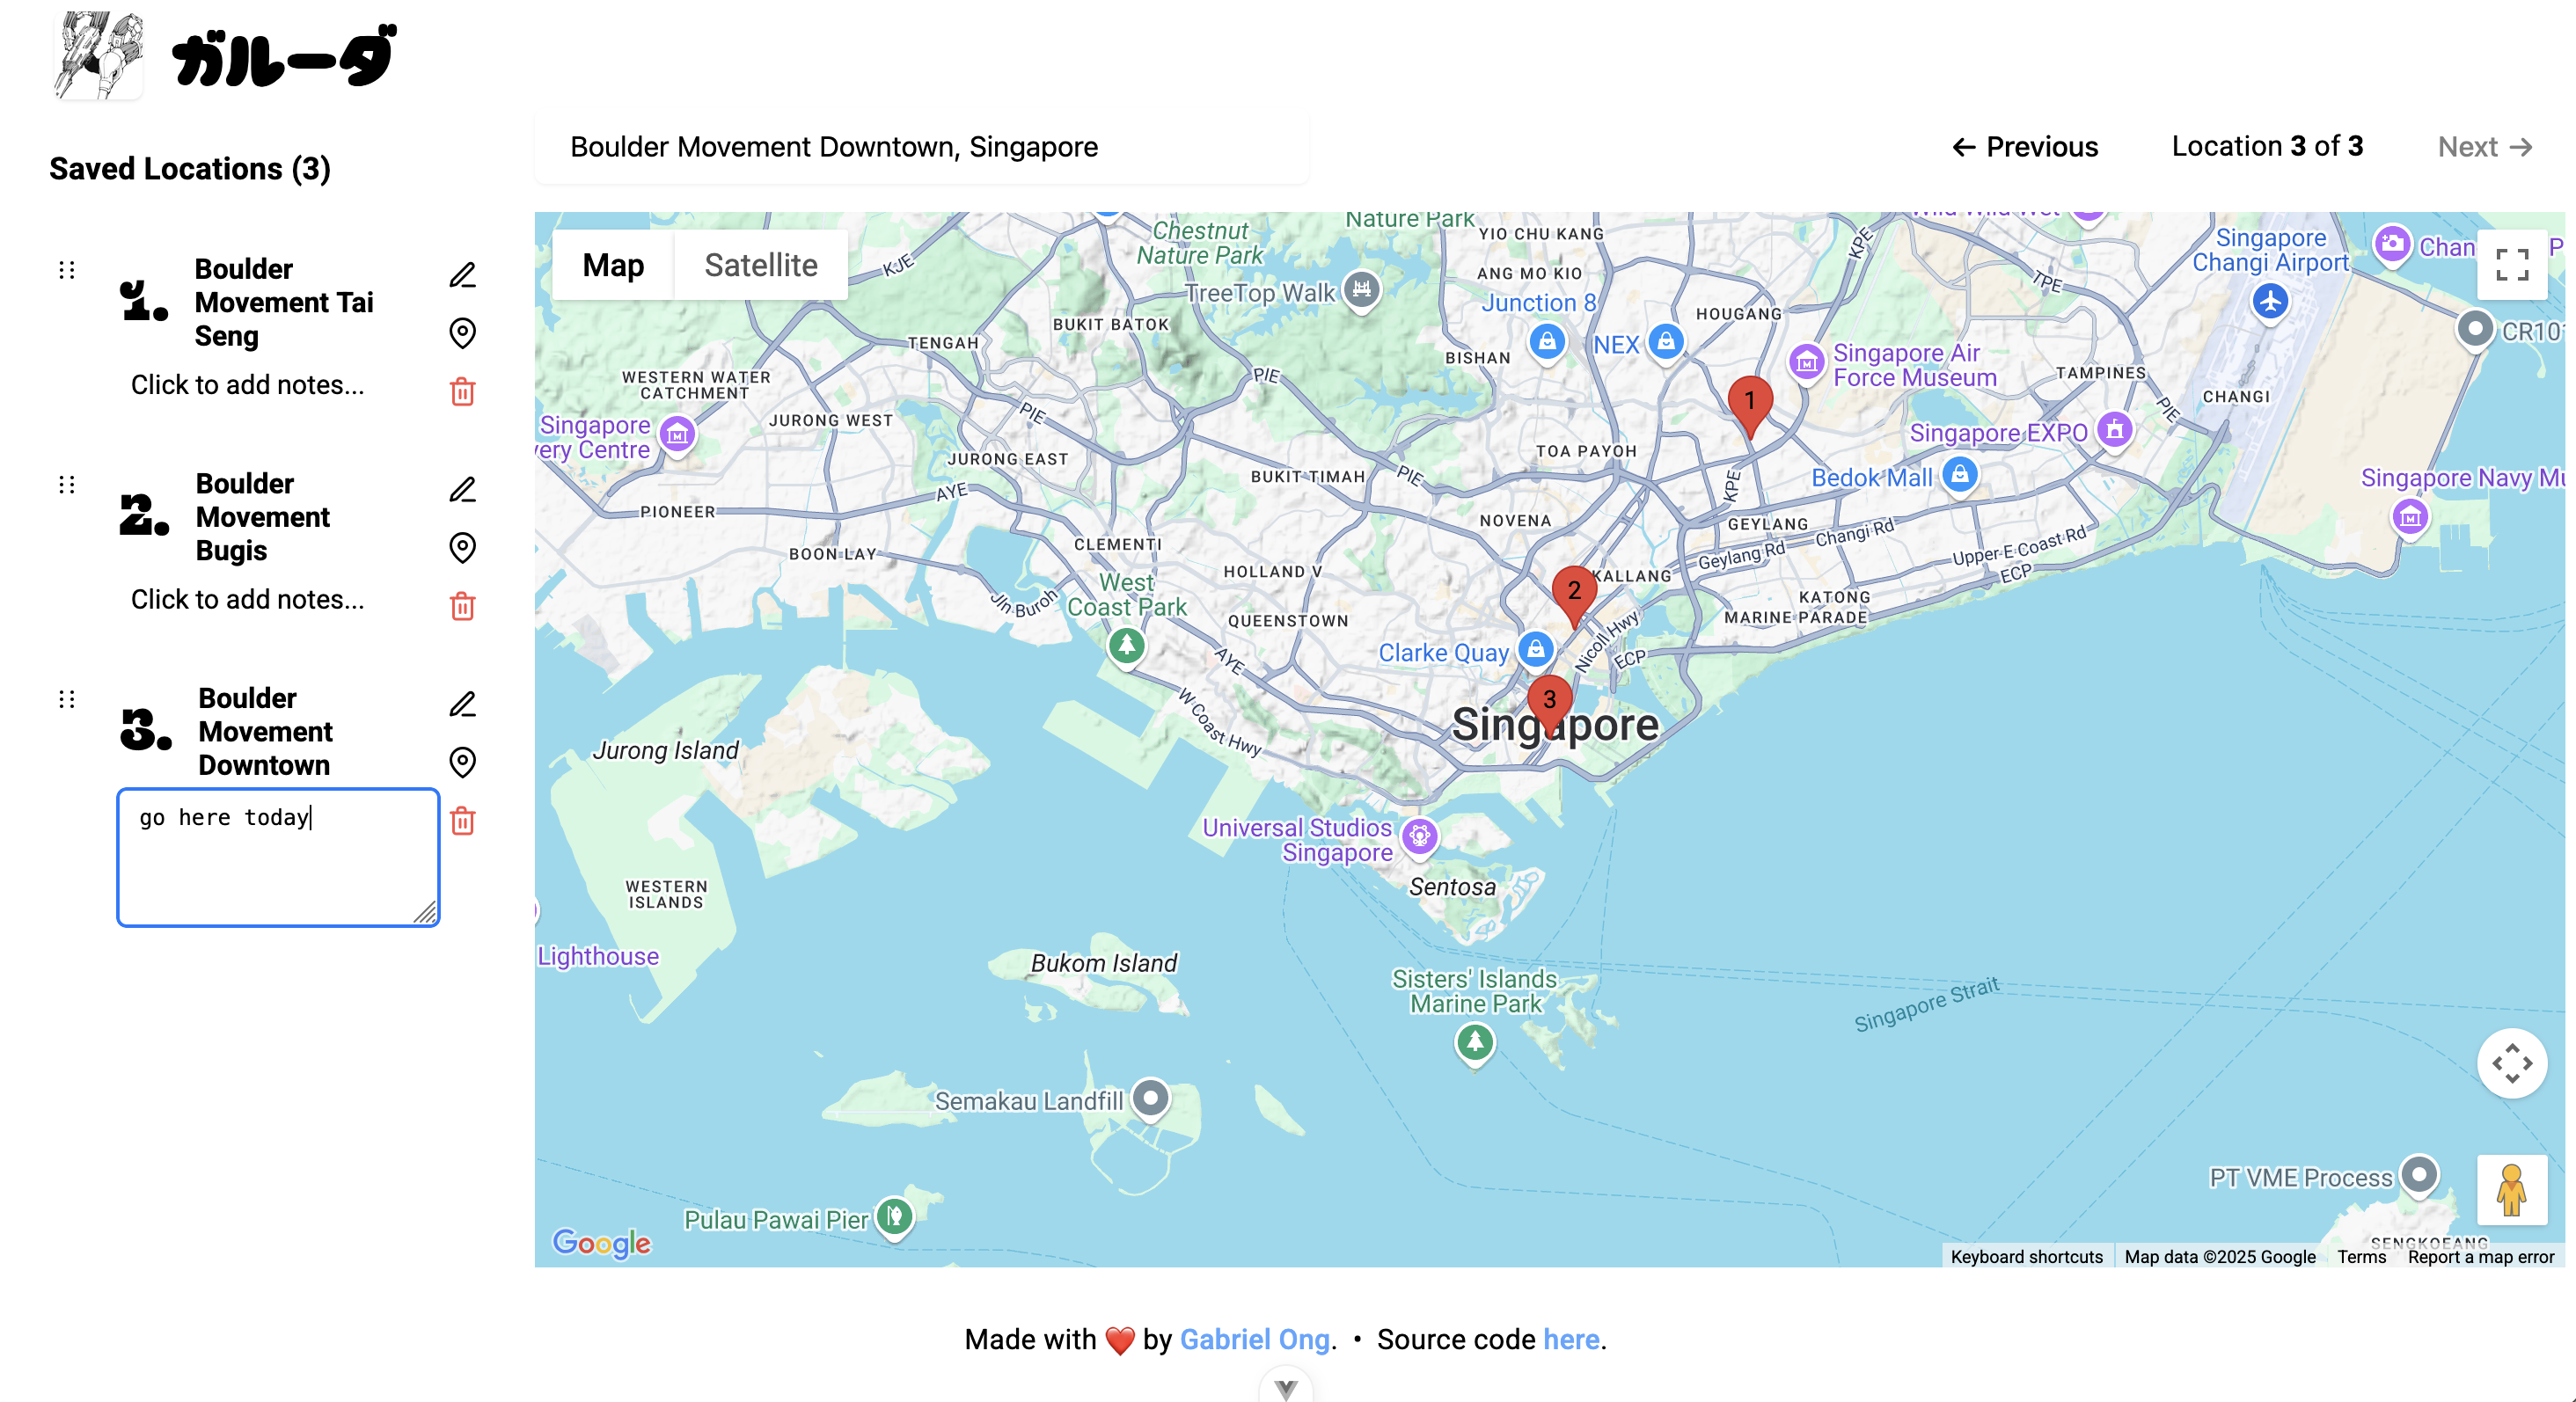 ガルーダ
Saved Locations (3)
1.
Boulder
Movement Tai
Seng
Click to add notes...
2.
Boulder
Movement
Bugis
Click to add notes...
3.
Boulder
Movement
Downtown
go here today
Boulder Movement Downtown, Singapore
← Previous
Location 3 of 3
Next →
Map
Satellite
Chestnut
Nature Park
Nature Park
TreeTop Walk
YIO CHU KANG
ANG MO KIO
Junction 8
NEX
HOUGANG
BISHAN
KPE
TPE
Singapore
Changi Airport
Chan
P
Singapore Air
Force Museum
TAMPINES
PIE
CHANGI
KJE
BUKIT BATOK
TENGAH
WESTERN WATER
CATCHMENT
PIE
PIE
JURONG WEST
Singapore
very Centre
JURONG EAST
TOA PAYOH
1
Singapore EXPO
Bedok Mall
Singapore Navy Mu
BUKIT TIMAH
PIE
KPE
AYE
PIONEER
NOVENA
GEYLANG
Changi Rd
Geylang Rd
Upper E Coast Rd
ECP
BOON LAY
CLEMENTI
HOLLAND V
2
KALLANG
West
Coast Park
Jln Buroh
KATONG
MARINE PARADE
QUEENSTOWN
Nicoll Hwy
Clarke Quay
ECP
AYE
3
Singapore
W Coast Hwy
Jurong Island
Universal Studios
Singapore
WESTERN
ISLANDS
Sentosa
Lighthouse
Bukom Island
Sisters' Islands
Marine Park
Singapore Strait
Semakau Landfill
PT VME Process
Pulau Pawai Pier
SENGKOEANG
Google
Keyboard shortcuts
Map data ©2025 Google
Terms
Report a map error
Made with ❤️ by Gabriel Ong. • Source code here.